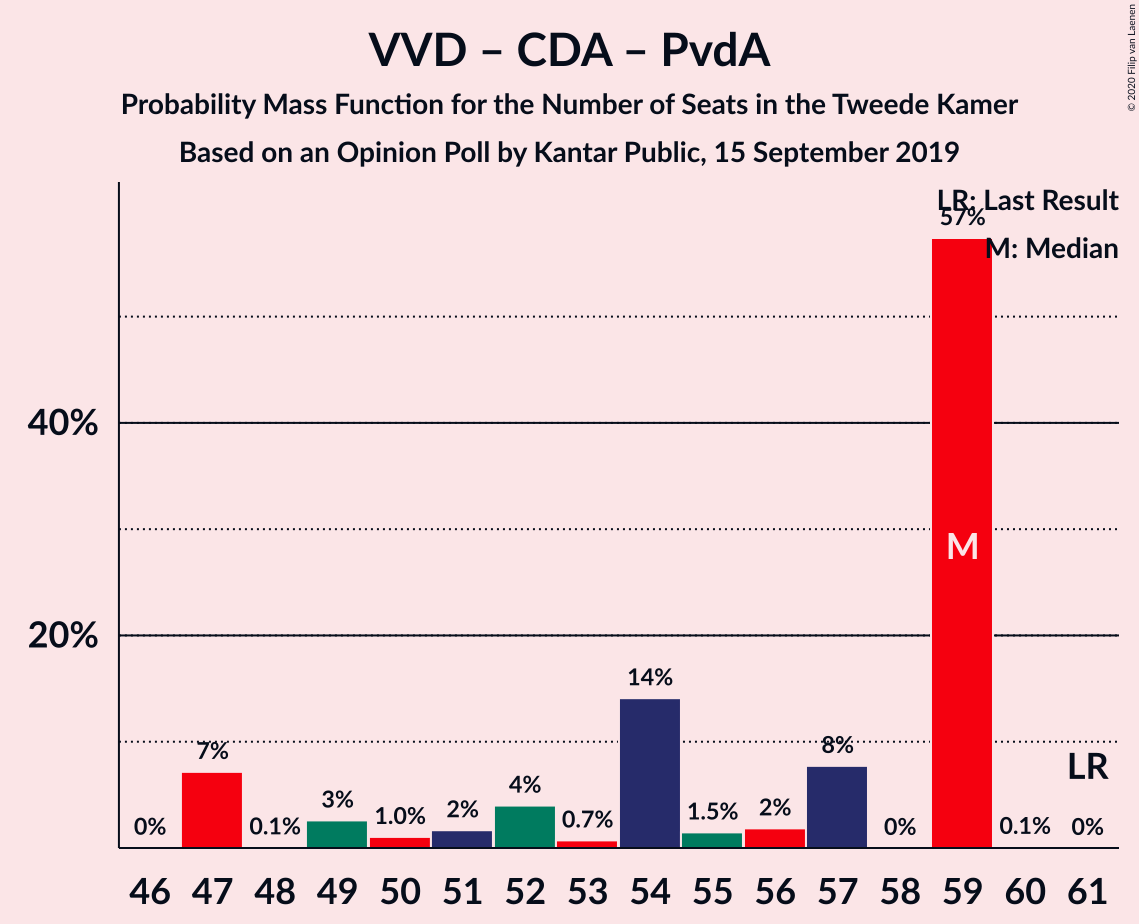 VVD – CDA – PvdA
Probability Mass Function for the Number of Seats in the Tweede Kamer
Based on an Opinion Poll by Kantar Public, 15 September 2019
© 2020 Filip van Laenen
LR: Last Result
57%
M: Median
40%
M
20%
14%
7%
8%
LR
3%
4%
0%
0.1%
1.0%
2%
0.7%
1.5%
2%
0%
0.1%
0%
46 47 48 49 50 51 52 53 54 55 56 57 58 59 60 61